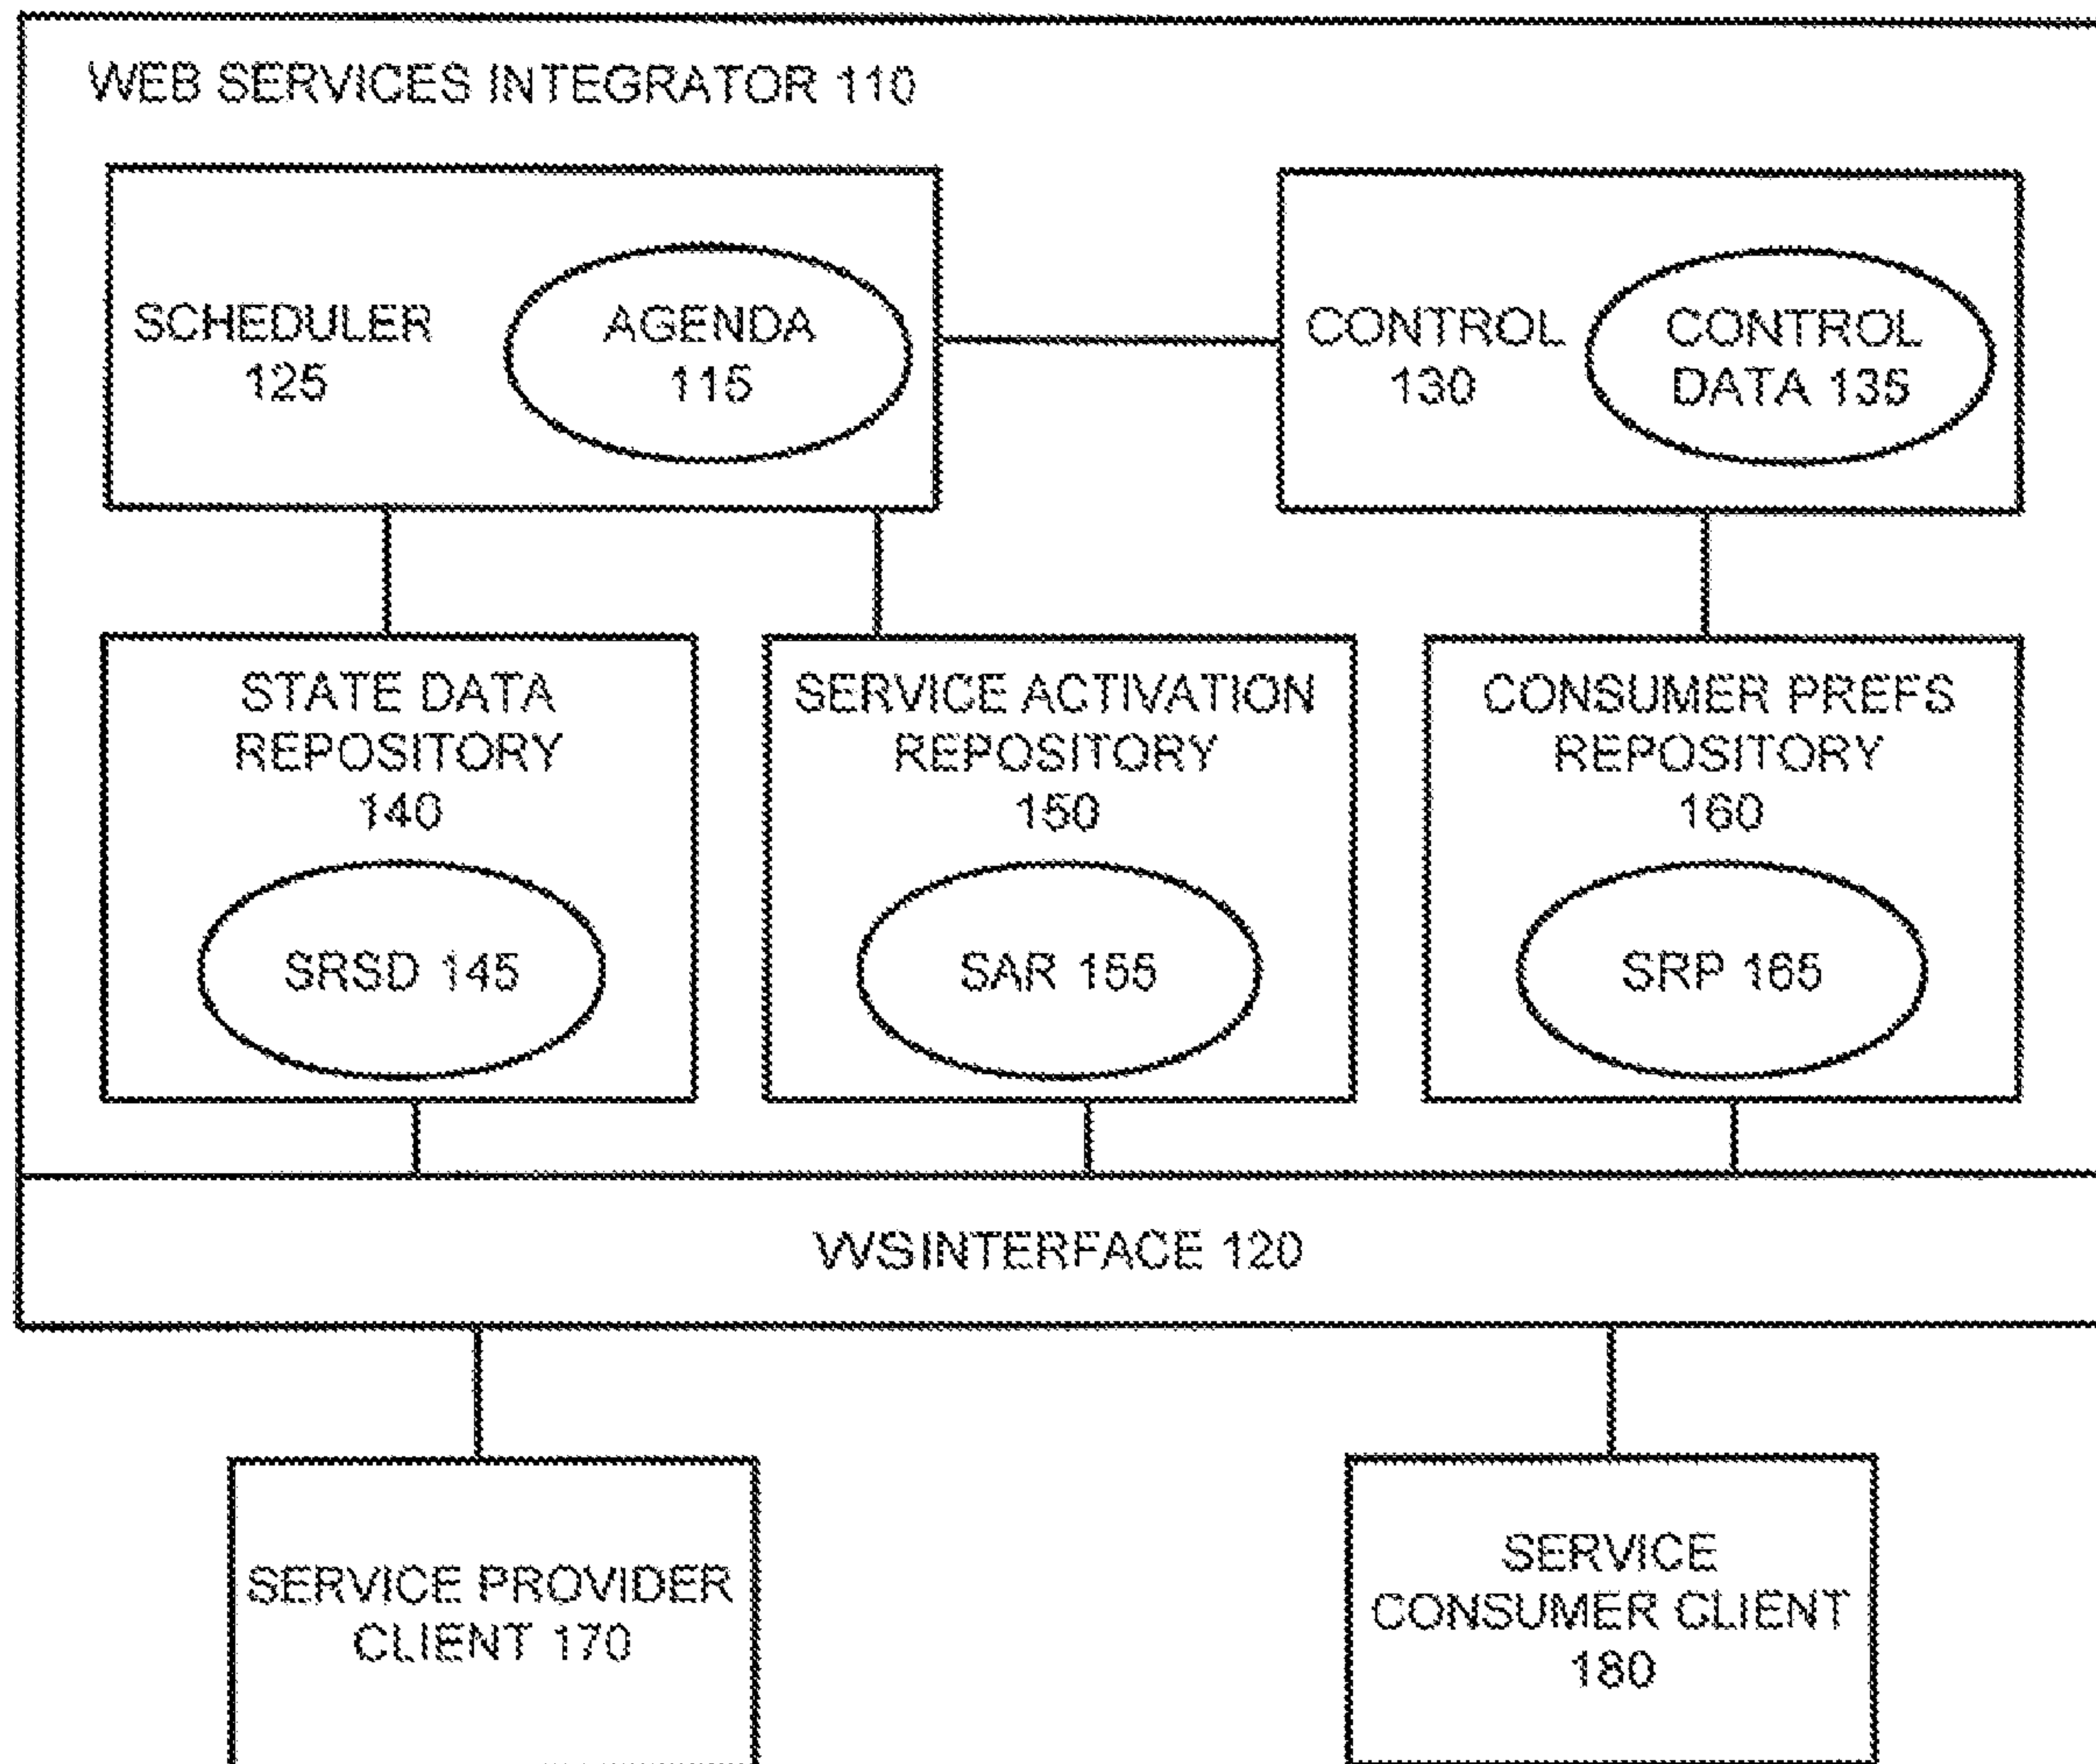 WEB SERVICES INTEGRATOR 110
SCHEDULER
125
AGENDA
115
CONTROL
130
CONTROL
DATA 135
STATE DATA
REPOSITORY
140
SRSD 145
SERVICE ACTIVATION
REPOSITORY
150
SAR 155
CONSUMER PREFS
REPOSITORY
160
SRP 165
WSINTERFACE 120
SERVICE PROVIDER
CLIENT 170
SERVICE
CONSUMER CLIENT
180